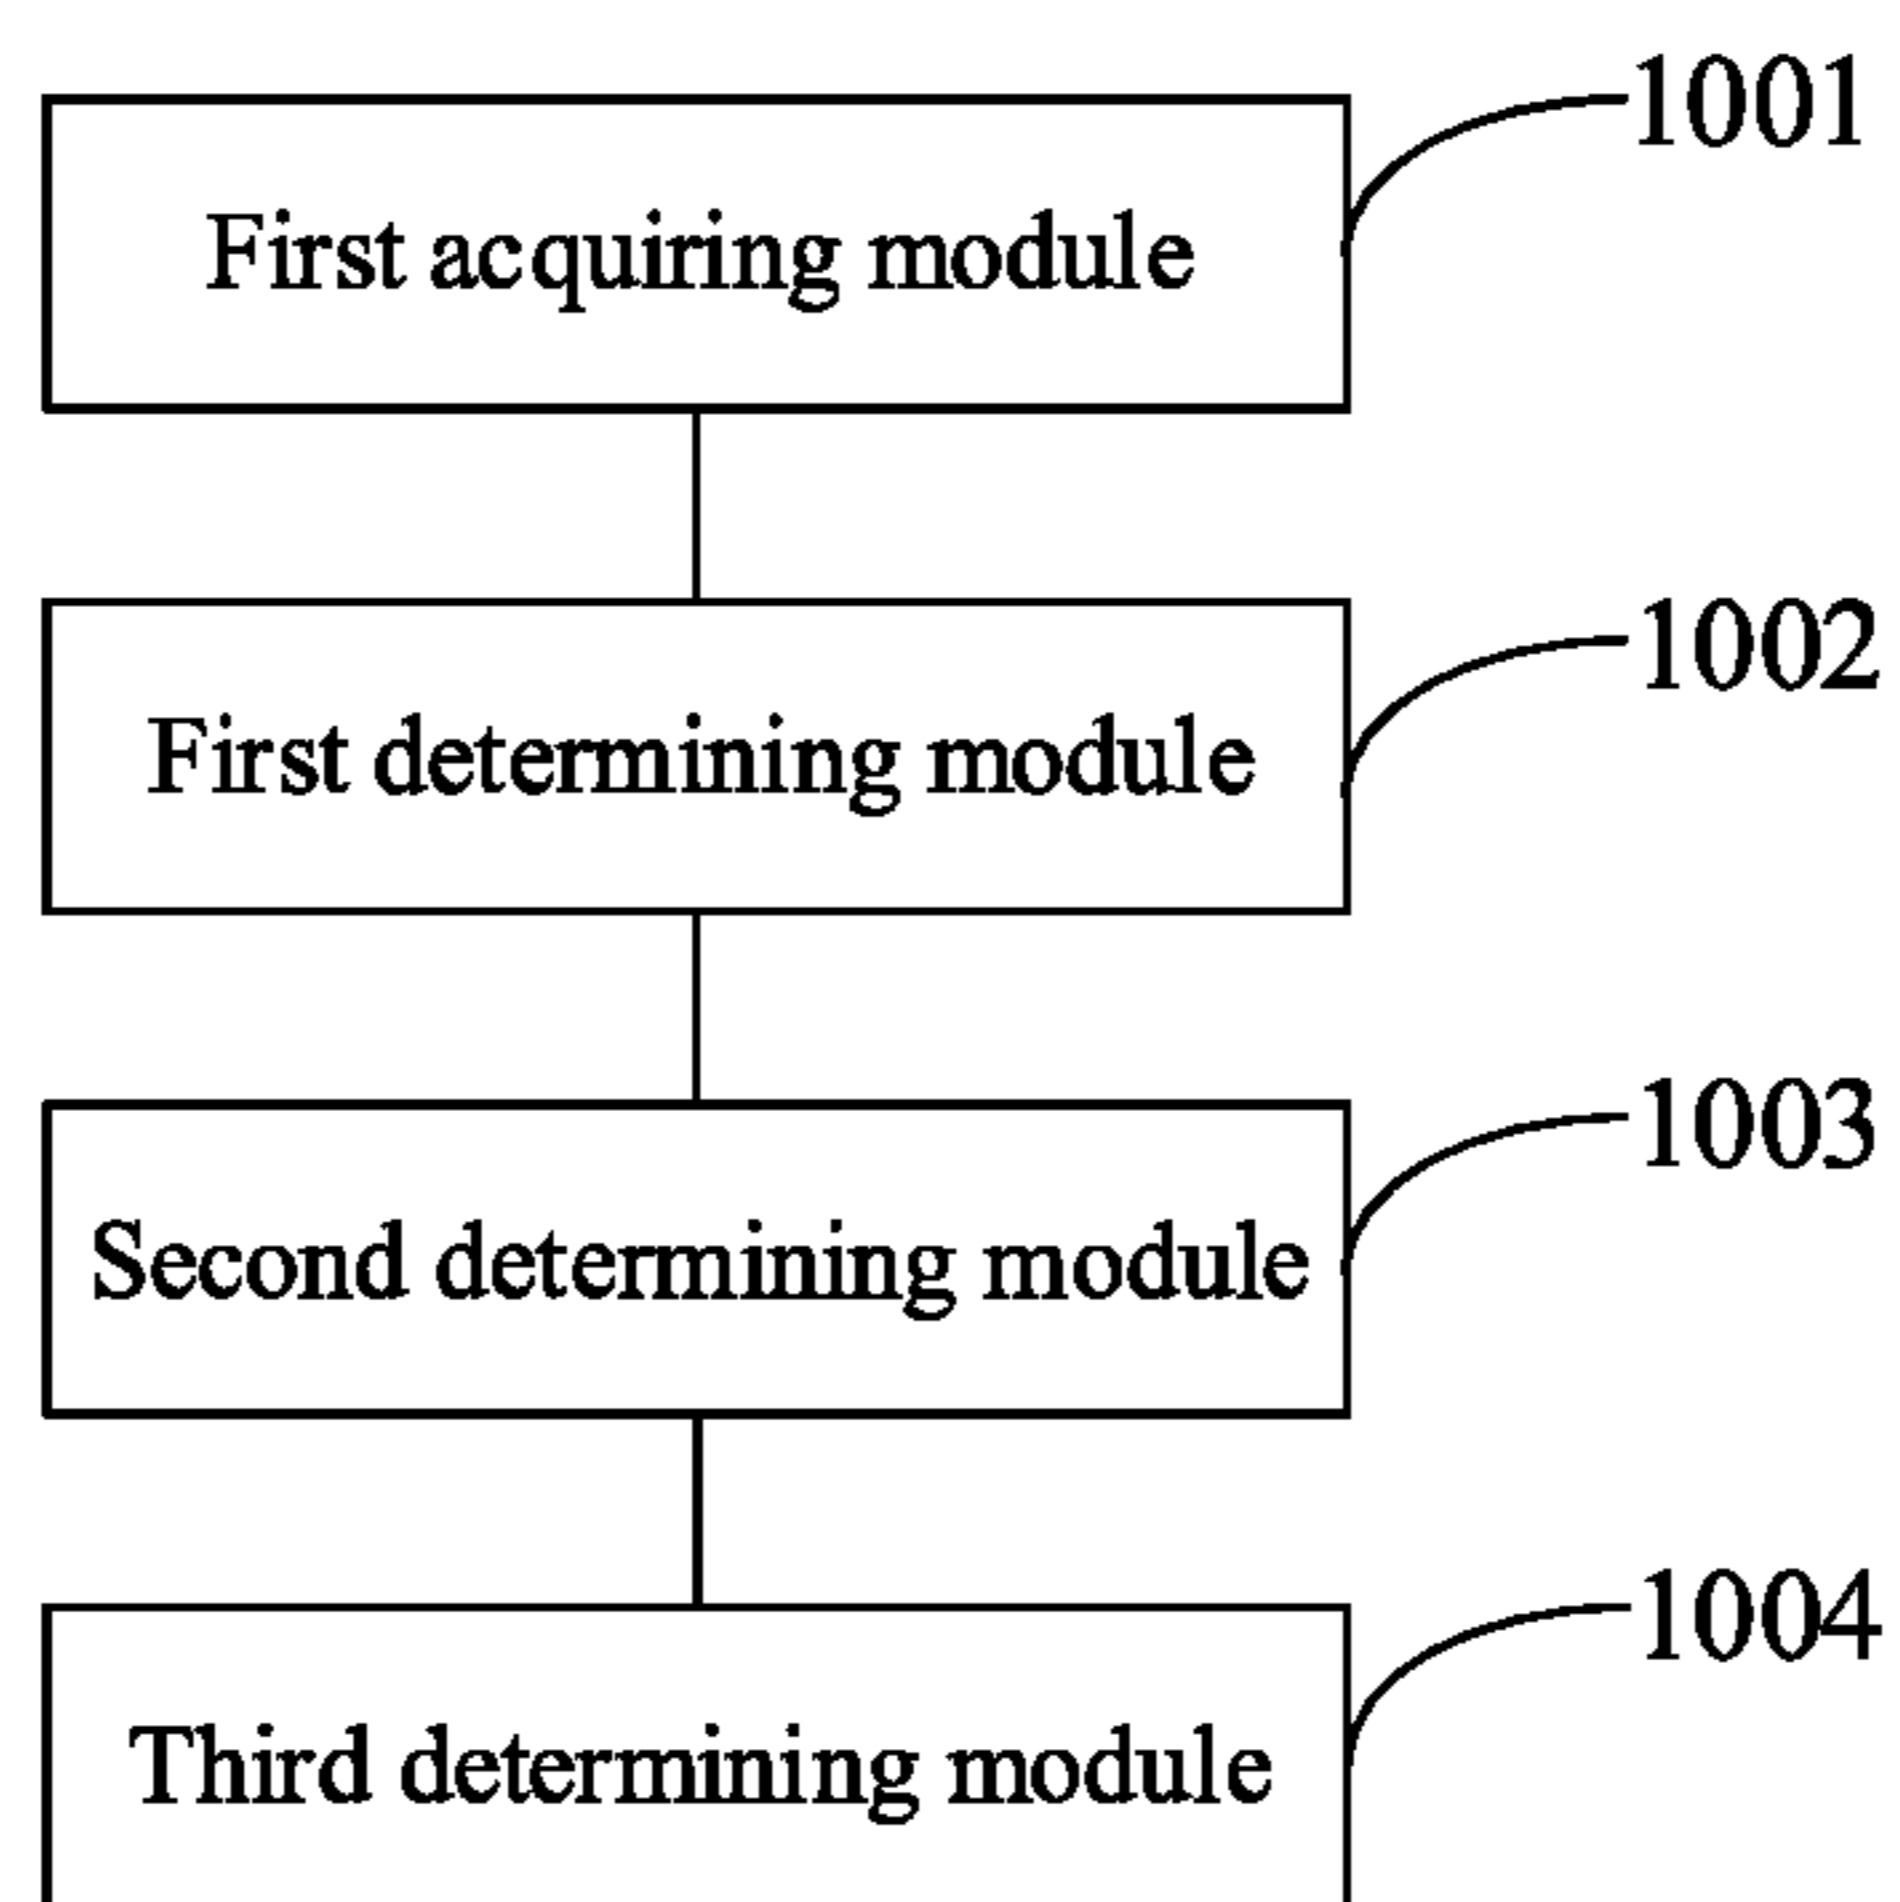 1001
First acquiring module
1002
First determining module
1003
Second determining module
1004
Third determining module